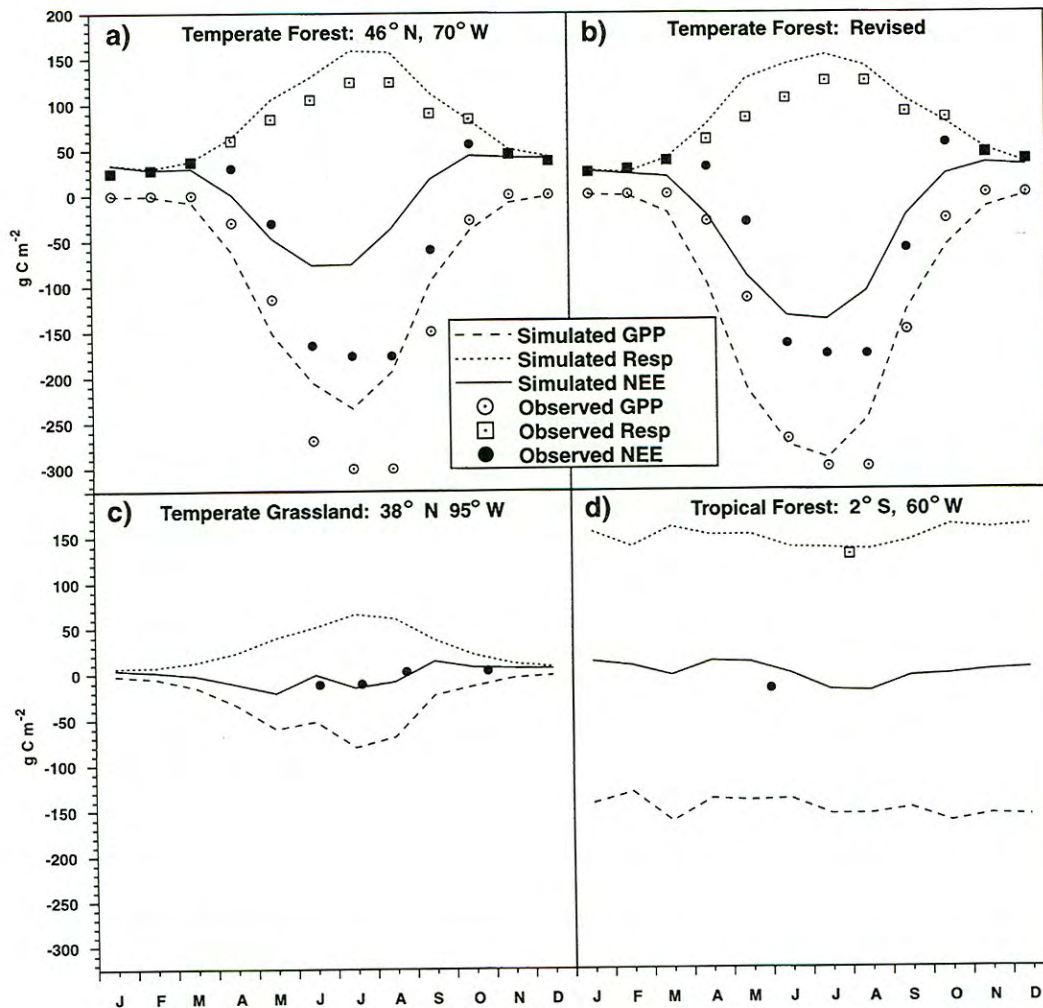 a) Temperate Forest: 46° N, 70° W
b) Temperate Forest: Revised
200
150
100
50
0
-50
-100
-150
-200
-250
-300
g C m-2
Simulated GPP
Simulated Resp
Simulated NEE
Observed GPP
Observed Resp
Observed NEE
c) Temperate Grassland: 38° N 95° W
d) Tropical Forest: 2° S, 60° W
150
100
50
0
-50
-100
-150
-200
-250
-300
g C m-2
J F M A M J J A S O N D
J F M A M J J A S O N D